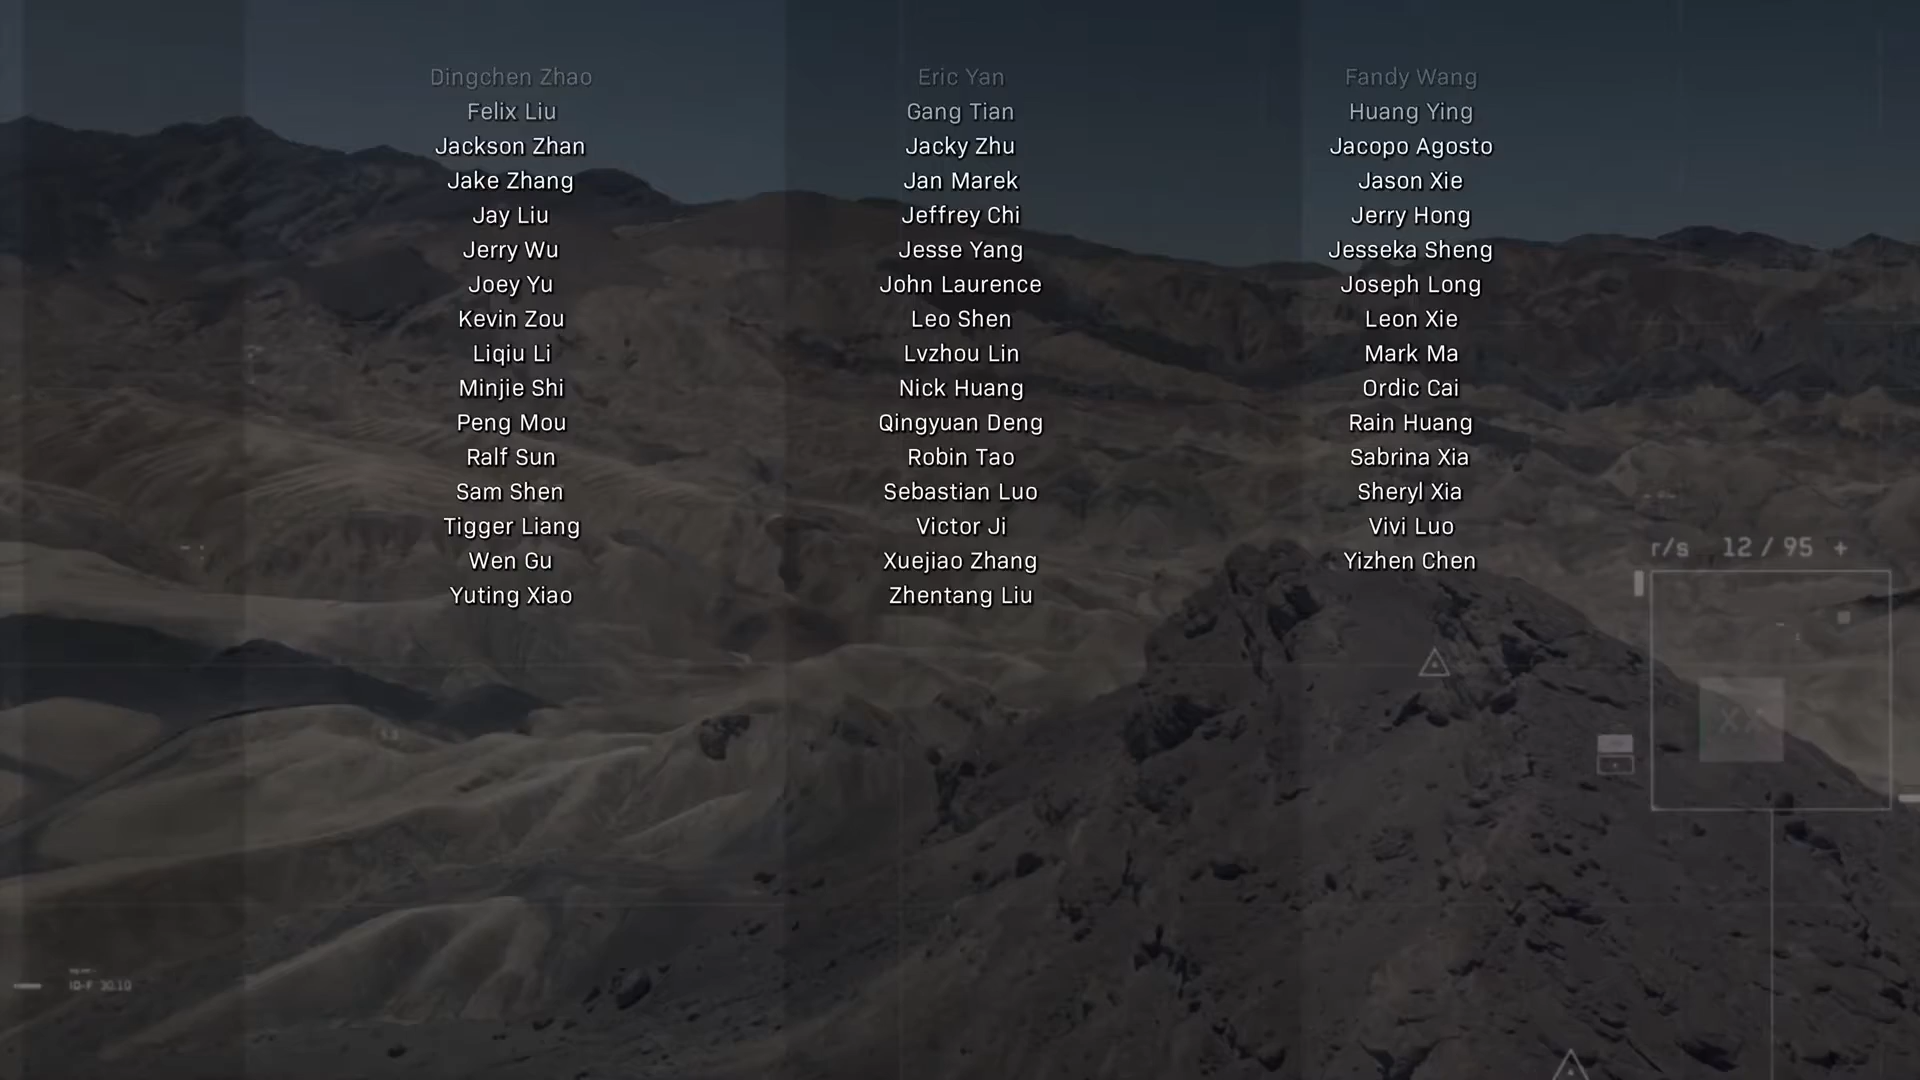 Dingchen Zhao Eric Yan Fandy Wang
Felix Liu Gang Tian Huang Ying
Jackson Zhan Jacky Zhu Jacopo Agosto
Jake Zhang Jan Marek Jason Xie
Jay Liu Jeffrey Chi Jerry Hong
Jerry Wu Jesse Yang Jesseka Sheng
Joey Yu John Laurence Joseph Long
Kevin Zou Leo Shen Leon Xie
Liqiu Li Lvzhou Lin Mark Ma
Minjie Shi Nick Huang Ordic Cai
Peng Mou Qingyuan Deng Rain Huang
Ralf Sun Robin Tao Sabrina Xia
Sam Shen Sebastian Luo Sheryl Xia
Tigger Liang Victor Ji Vivi Luo
Wen Gu Xuejiao Zhang Yizhen Chen
Yuting Xiao Zhentang Liu
r/s 12 / 95 +
XX
ID-F 30.10